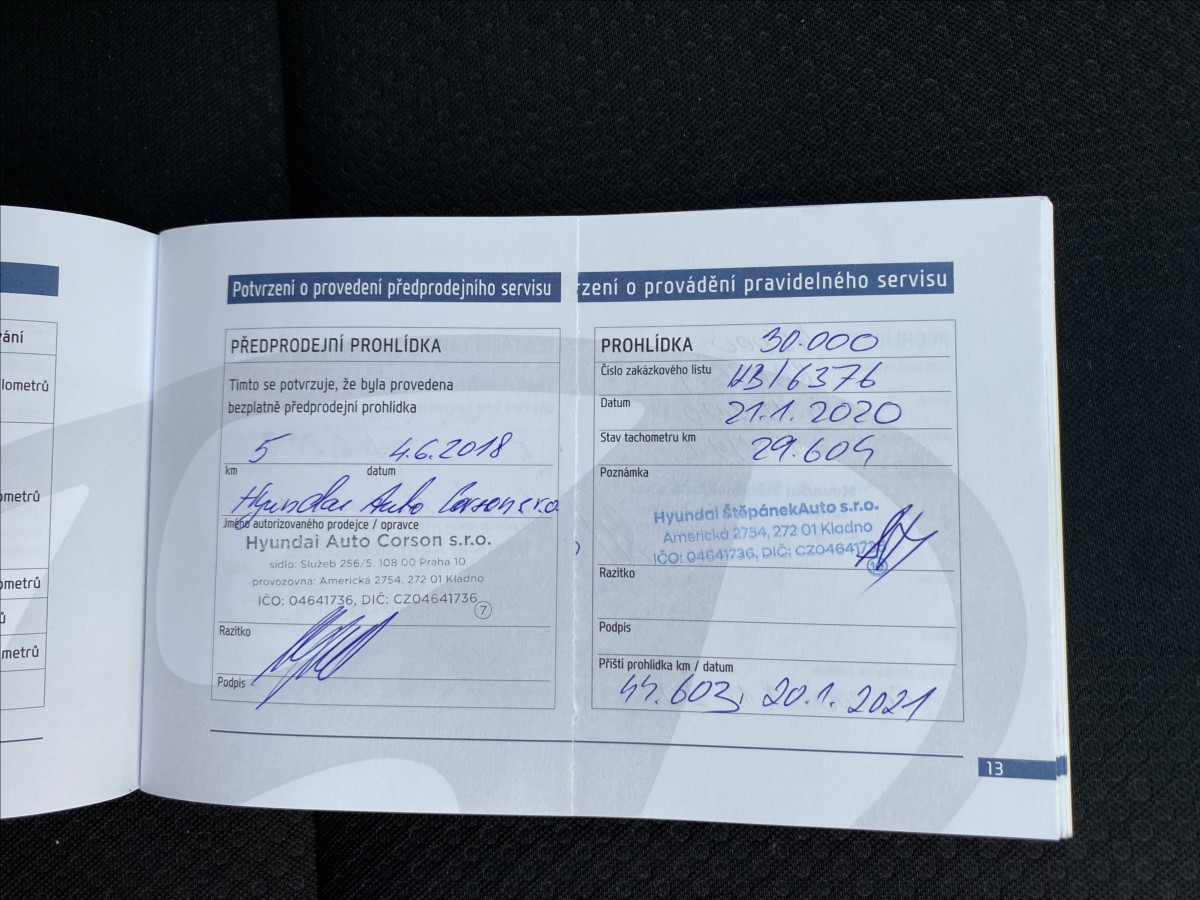 ání
lometrů
ometrů
ometrů
ů
metrů
Potvrzení o provedení předprodejního servisu
PŘEDPRODEJNÍ PROHLÍDKA
Tímto se potvrzuje, že byla provedena
bezplatně předprodejní prohlídka
5 4.6.2018
km datum
Hyundai Auto Corson s.r.o.
Jméno autorizovaného prodejce / opravce
Hyundai Auto Corson s.r.o.
sídlo: Služeb 256/5, 108 00 Praha 10
provozovna: Americká 2754, 272 01 Kladno
IČO: 04641736, DIČ: CZ04641736
7
Razítko
Podpis
rzení o provádění pravidelného servisu
PROHLÍDKA 30.000
Číslo zakázkového listu HB16376
Datum 21.1.2020
Stav tachometru km 29.604
Poznámka
Hyundai ŠtěpánekAuto s.r.o.
Americká 2754, 272 01 Kladno
IČO: 04641736, DIČ: CZ0464173
Razítko
Podpis
Příští prohlídka km / datum
44.603, 20.1.2021
13